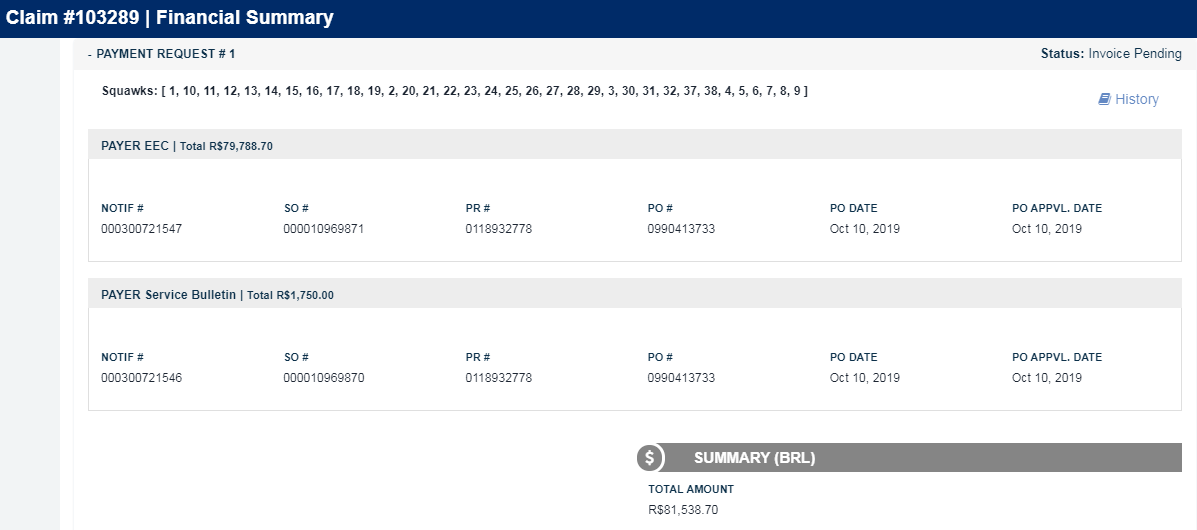 Claim #103289 | Financial Summary
- PAYMENT REQUEST # 1 Status: Invoice Pending
Squawks: [ 1, 10, 11, 12, 13, 14, 15, 16, 17, 18, 19, 2, 20, 21, 22, 23, 24, 25, 26, 27, 28, 29, 3, 30, 31, 32, 37, 38, 4, 5, 6, 7, 8, 9 ]
History
PAYER EEC | Total R$79,788.70
NOTIF # SO # PR # PO # PO DATE PO APPVL. DATE
000300721547 000010969871 0118932778 0990413733 Oct 10, 2019 Oct 10, 2019
PAYER Service Bulletin | Total R$1,750.00
NOTIF # SO # PR # PO # PO DATE PO APPVL. DATE
000300721546 000010969870 0118932778 0990413733 Oct 10, 2019 Oct 10, 2019
$ SUMMARY (BRL)
TOTAL AMOUNT
R$81,538.70